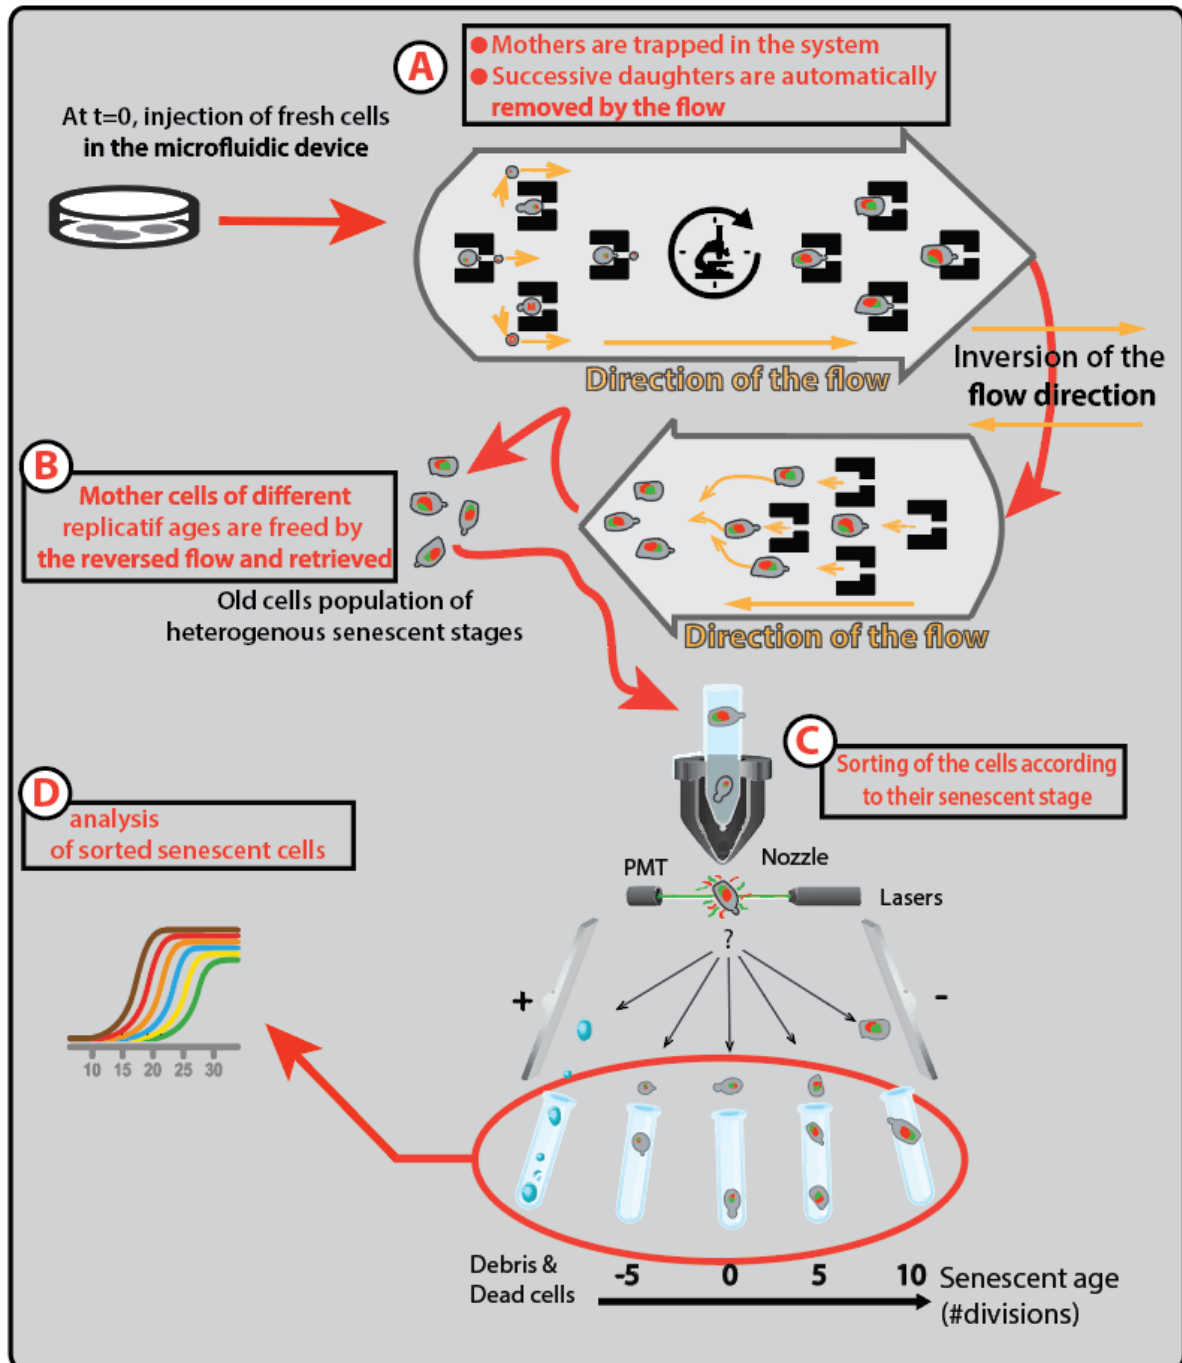 A
● Mothers are trapped in the system
● Successive daughters are automatically
removed by the flow
At t=0, injection of fresh cells
in the microfluidic device
M
Direction of the flow
Inversion of the
flow direction
B
Mother cells of different
replicatif ages are freed by
the reversed flow and retrieved
Old cells population of
heterogenous senescent stages
Direction of the flow
C
Sorting of the cells according
to their senescent stage
D
analysis
of sorted senescent cells
Nozzle
PMT
Lasers
?
+
-
10 15 20 25 30
Debris &
Dead cells
-5 0 5 10
Senescent age
(#divisions)